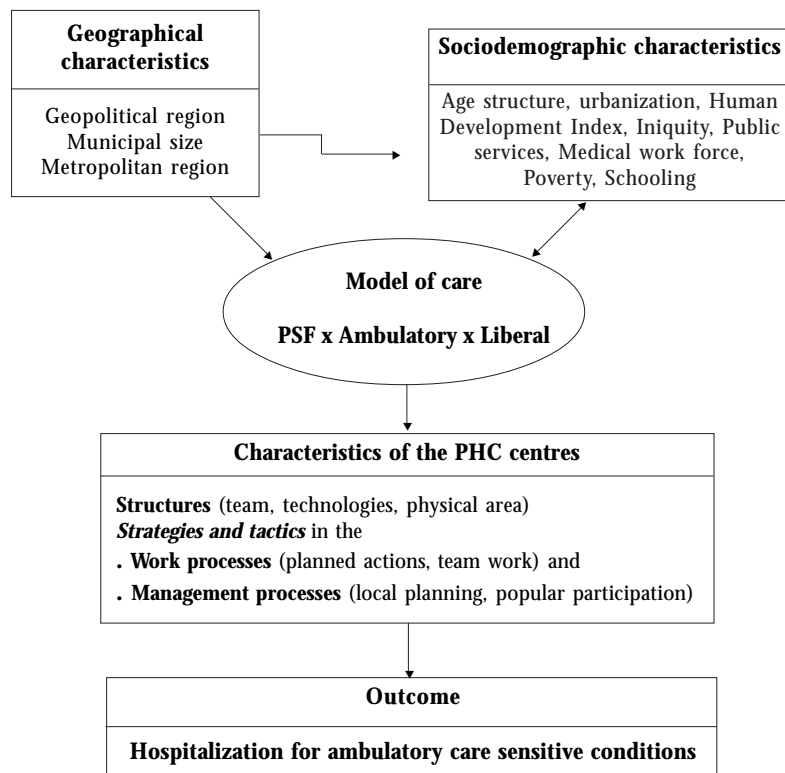 Geographical
characteristics
Geopolitical region
Municipal size
Metropolitan region
Sociodemographic characteristics
Age structure, urbanization, Human
Development Index, Iniquity, Public
services, Medical work force,
Poverty, Schooling
Model of care
PSF x Ambulatory x Liberal
Characteristics of the PHC centres
Structures (team, technologies, physical area)
Strategies and tactics in the
. Work processes (planned actions, team work) and
. Management processes (local planning, popular participation)
Outcome
Hospitalization for ambulatory care sensitive conditions